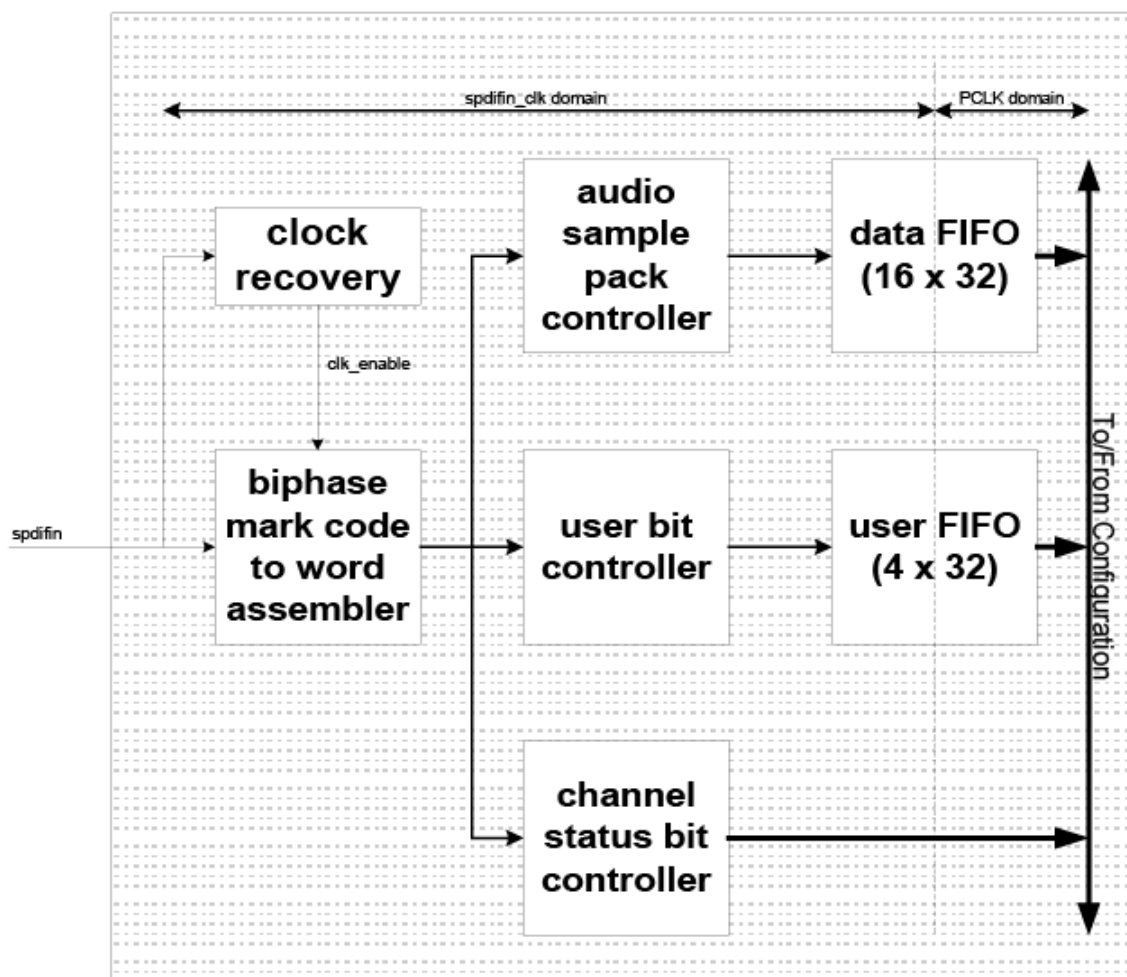 spdifin_clk domain
PCLK domain
clock
recovery
clk_enable
spdifin
biphase
mark code
to word
assembler
audio
sample
pack
controller
data FIFO
(16 x 32)
user bit
controller
user FIFO
(4 x 32)
channel
status bit
controller
To/From Configuration